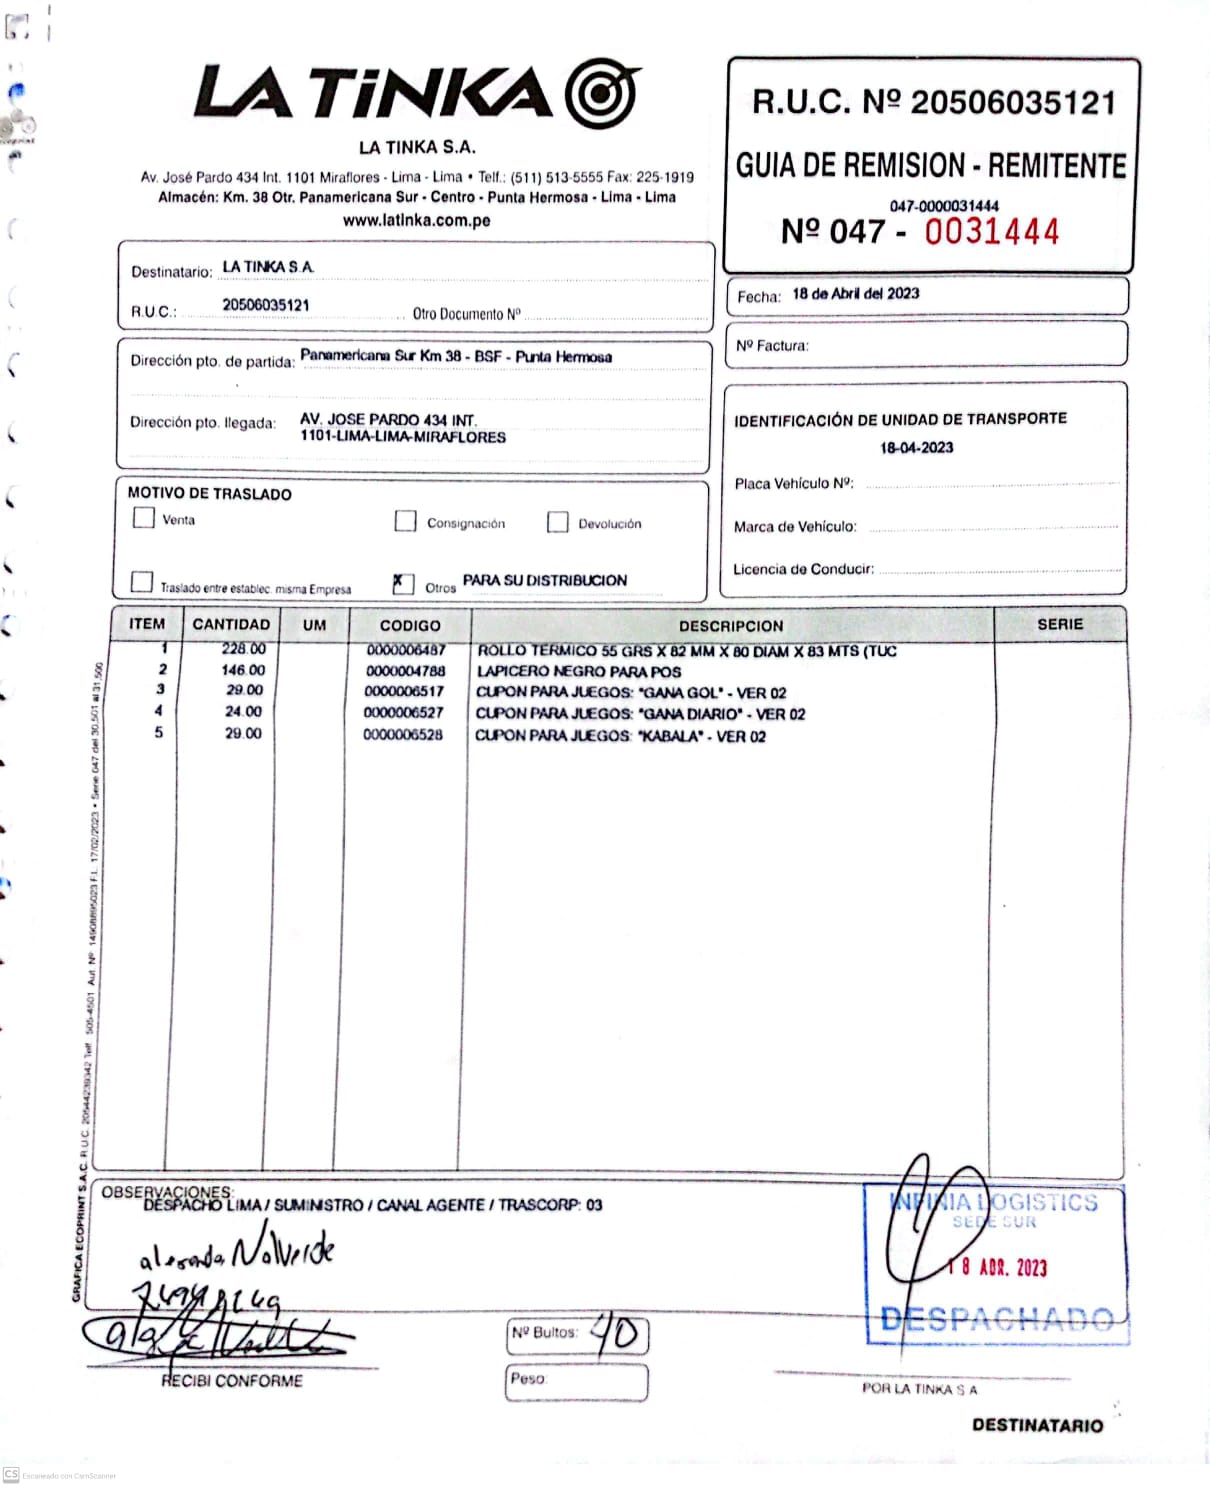 LA TiNKA
LA TINKA S.A.
Av. José Pardo 434 Int. 1101 Miraflores - Lima - Lima • Telf.: (511) 513-5555 Fax: 225-1919
Almacén: Km. 38 Otr. Panamericana Sur - Centro - Punta Hermosa - Lima - Lima
www.latinka.com.pe
R.U.C. Nº 20506035121
GUIA DE REMISION - REMITENTE
047-0000031444
Nº 047 - 0031444
Destinatario: LA TINKA S.A.
R.U.C.: 20506035121 Otro Documento Nº
Fecha: 18 de Abril del 2023
Nº Factura:
Dirección pto. de partida: Panamericana Sur Km 38 - BSF - Punta Hermosa
Dirección pto. llegada: AV. JOSE PARDO 434 INT.
1101-LIMA-LIMA-MIRAFLORES
IDENTIFICACIÓN DE UNIDAD DE TRANSPORTE
18-04-2023
Placa Vehículo Nº:
Marca de Vehículo:
Licencia de Conducir:
MOTIVO DE TRASLADO
Venta Consignación Devolución
Traslado entre establec. misma Empresa X Otros PARA SU DISTRIBUCION
ITEM CANTIDAD UM CODIGO DESCRIPCION SERIE
1 228.00 0000006487 ROLLO TERMICO 55 GRS X 82 MM X 80 DIAM X 83 MTS (TUC
2 146.00 0000004788 LAPICERO NEGRO PARA POS
3 29.00 0000006517 CUPON PARA JUEGOS: "GANA GOL" - VER 02
4 24.00 0000006527 CUPON PARA JUEGOS: "GANA DIARIO" - VER 02
5 29.00 0000006528 CUPON PARA JUEGOS: "KABALA" - VER 02
GRAFICA ECOPRINT S.A.C. R.U.C. 20544239342 Telf. 505-4501 Aut. Nº 14908895023 F.I. 17/02/2023 • Serie 047 del 30,501 al 31,500
OBSERVACIONES:
DESPACHO LIMA / SUMINISTRO / CANAL AGENTE / TRASCORP: 03
Valverde
INFINIA LOGISTICS
SEDE SUR
18 ABR. 2023
DESPACHADO
Nº Bultos: 40
Peso:
RECIBI CONFORME
POR LA TINKA S A
DESTINATARIO
CS Escaneado con CamScanner